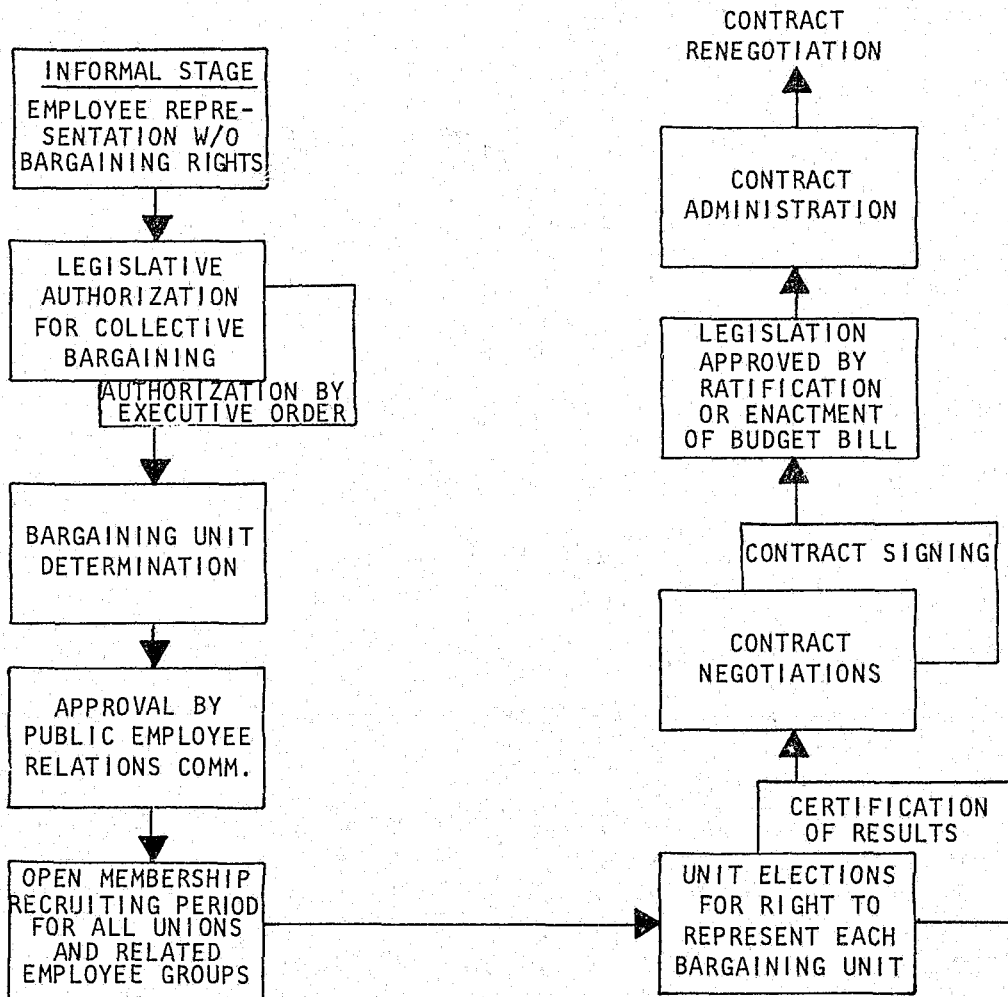 INFORMAL STAGE
EMPLOYEE REPRE-
SENTATION W/O
BARGAINING RIGHTS
LEGISLATIVE
AUTHORIZATION
FOR COLLECTIVE
BARGAINING
AUTHORIZATION BY
EXECUTIVE ORDER
BARGAINING UNIT
DETERMINATION
APPROVAL BY
PUBLIC EMPLOYEE
RELATIONS COMM.
OPEN MEMBERSHIP
RECRUITING PERIOD
FOR ALL UNIONS
AND RELATED
EMPLOYEE GROUPS
UNIT ELECTIONS
FOR RIGHT TO
REPRESENT EACH
BARGAINING UNIT
CERTIFICATION
OF RESULTS
CONTRACT
NEGOTIATIONS
CONTRACT SIGNING
LEGISLATION
APPROVED BY
RATIFICATION
OR ENACTMENT
OF BUDGET BILL
CONTRACT
ADMINISTRATION
CONTRACT
RENEGOTIATION